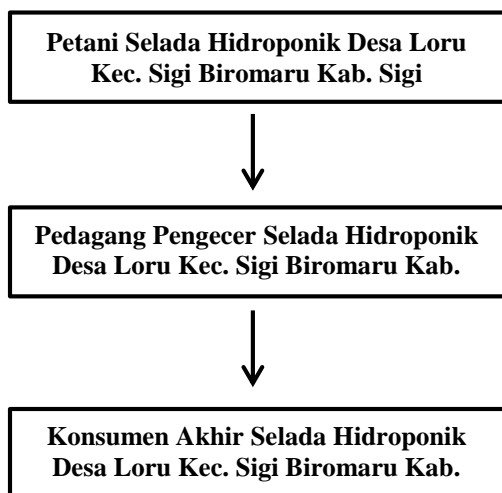 Petani Selada Hidroponik Desa Loru
Kec. Sigi Biromaru Kab. Sigi
Pedagang Pengecer Selada Hidroponik
Desa Loru Kec. Sigi Biromaru Kab.
Konsumen Akhir Selada Hidroponik
Desa Loru Kec. Sigi Biromaru Kab.